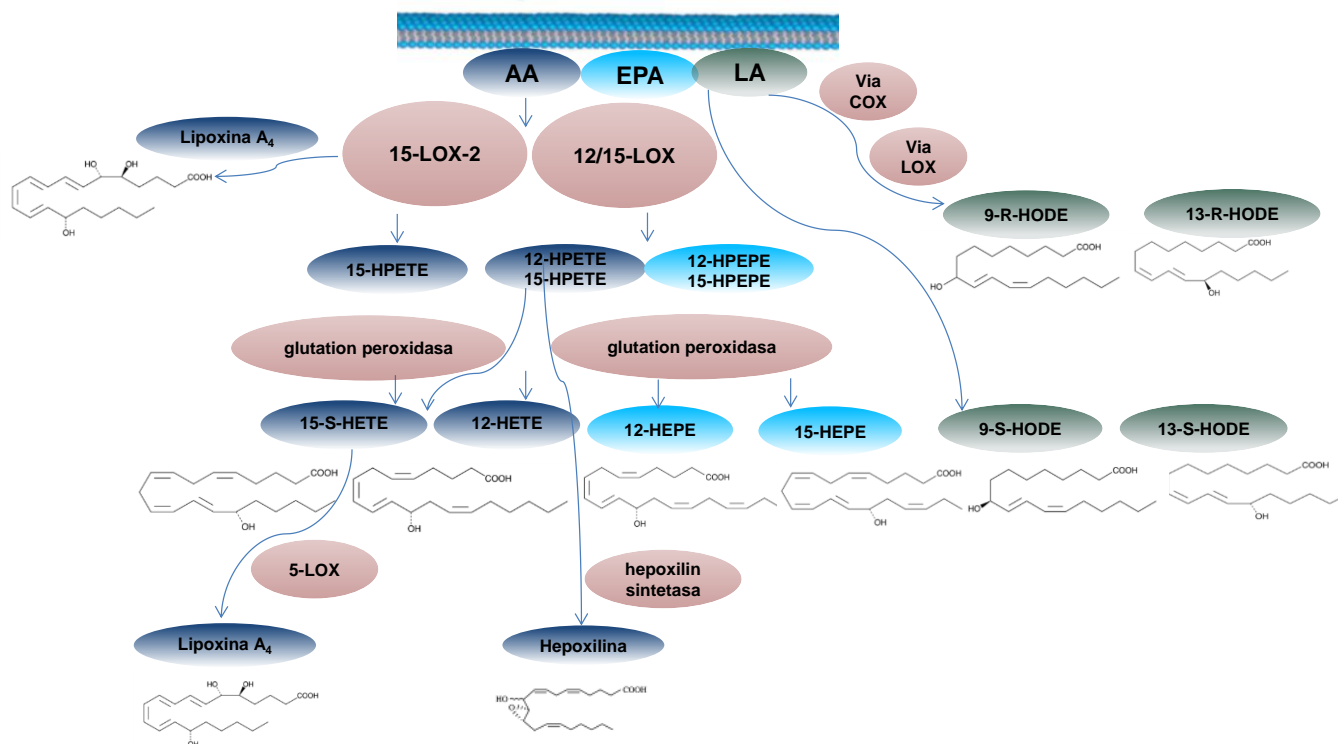 AA
EPA
LA
Via
COX
Lipoxina A₄
15-LOX-2
12/15-LOX
Via
LOX
HO
OH
COOH
OH
9-R-HODE
13-R-HODE
COOH
HO
COOH
OH
15-HPETE
12-HPETE
15-HPETE
12-HPEPE
15-HPEPE
glutation peroxidasa
glutation peroxidasa
15-S-HETE
12-HETE
12-HEPE
15-HEPE
9-S-HODE
13-S-HODE
COOH
OH
COOH
OH
COOH
OH
COOH
OH
COOH
HO
COOH
OH
5-LOX
hepoxilin
sintetasa
Lipoxina A₄
Hepoxilina
HO
OH
COOH
OH
COOH
HO
O